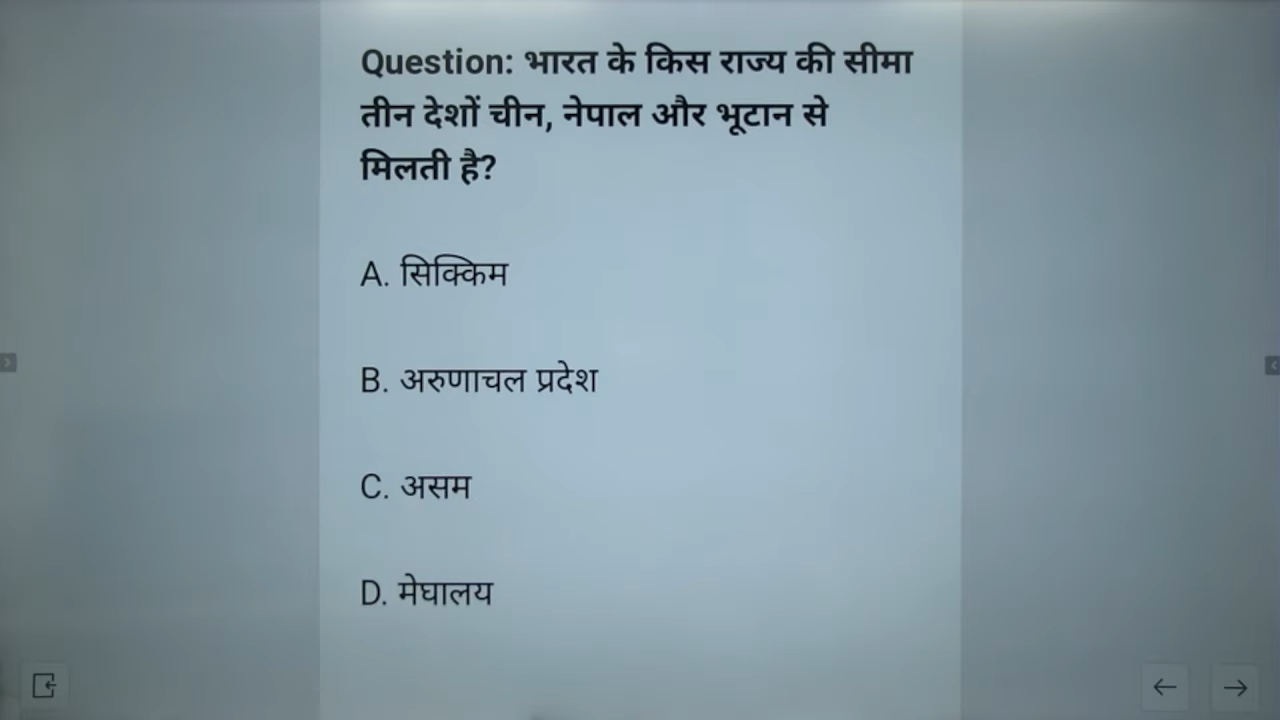 Question: भारत के किस राज्य की सीमा
तीन देशों चीन, नेपाल और भूटान से
मिलती है?
A. सिक्किम
B. अरुणाचल प्रदेश
C. असम
D. मेघालय